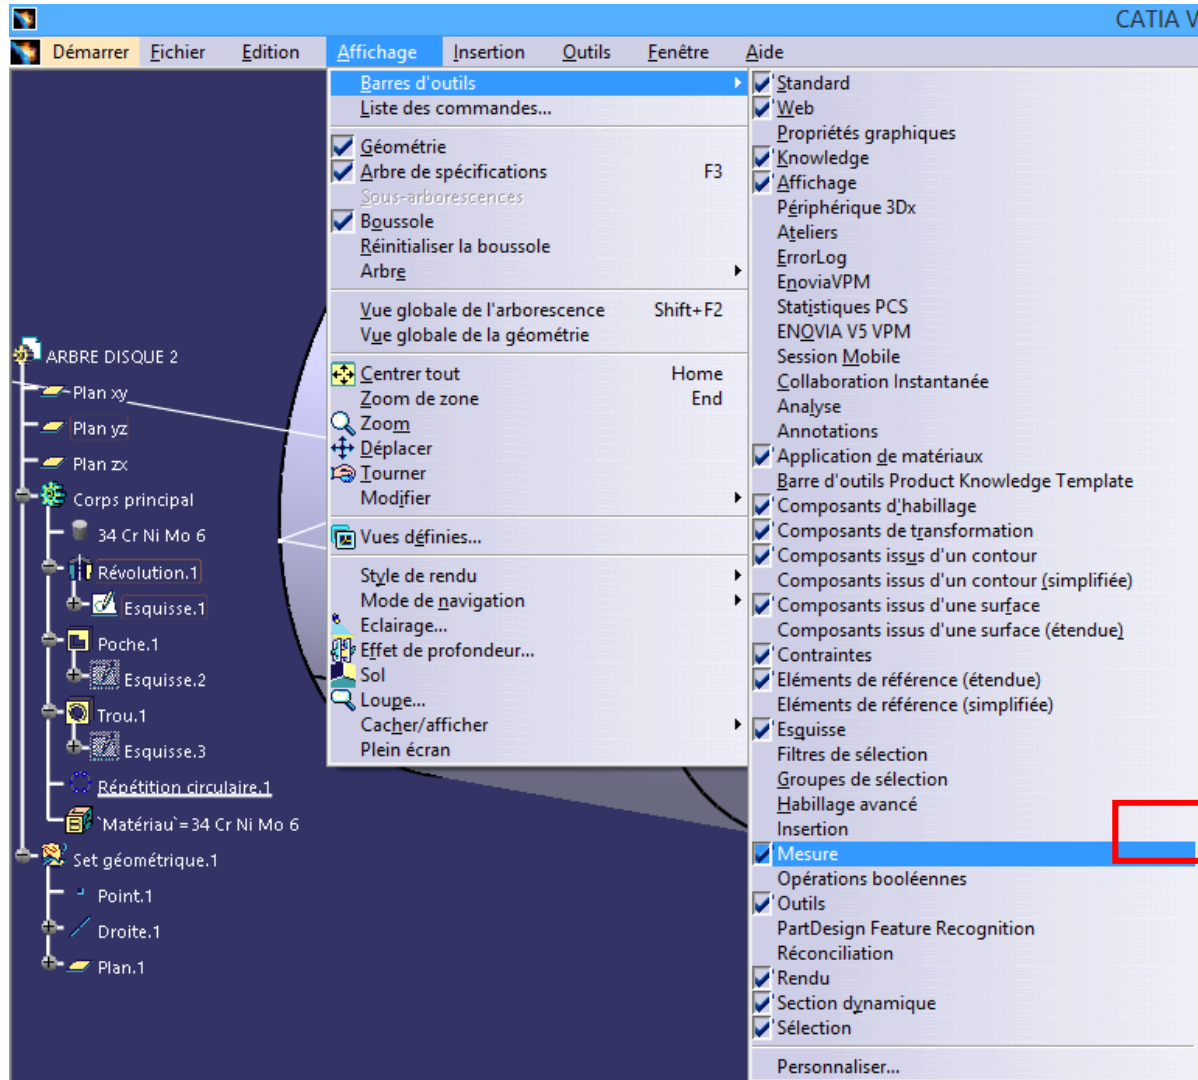 CATIA V
Démarrer Fichier Edition Affichage Insertion Outils Fenêtre Aide
Barres d'outils
Liste des commandes...
Géométrie
Arbre de spécifications F3
Sous-arborescences
Boussole
Réinitialiser la boussole
Arbre
Vue globale de l'arborescence Shift+F2
Vue globale de la géométrie
Centrer tout Home
Zoom de zone End
Zoom
Déplacer
Tourner
Modifier
Vues définies...
Style de rendu
Mode de navigation
Eclairage...
Effet de profondeur...
Sol
Loupe...
Cacher/afficher
Plein écran
Standard
Web
Propriétés graphiques
Knowledge
Affichage
Périphérique 3Dx
Ateliers
ErrorLog
EnoviaVPM
Statistiques PCS
ENOVIA V5 VPM
Session Mobile
Collaboration Instantanée
Analyse
Annotations
Application de matériaux
Barre d'outils Product Knowledge Template
Composants d'habillage
Composants de transformation
Composants issus d'un contour
Composants issus d'un contour (simplifiée)
Composants issus d'une surface
Composants issus d'une surface (étendue)
Contraintes
Eléments de référence (étendue)
Eléments de référence (simplifiée)
Esquisse
Filtres de sélection
Groupes de sélection
Habillage avancé
Insertion
Mesure
Opérations booléennes
Outils
PartDesign Feature Recognition
Réconciliation
Rendu
Section dynamique
Sélection
Personnaliser...
ARBRE DISQUE 2
Plan xy
Plan yz
Plan zx
Corps principal
34 Cr Ni Mo 6
Révolution.1
Esquisse.1
Poche.1
Esquisse.2
Trou.1
Esquisse.3
Répétition circulaire.1
`Matériau`=34 Cr Ni Mo 6
Set géométrique.1
Point.1
Droite.1
Plan.1